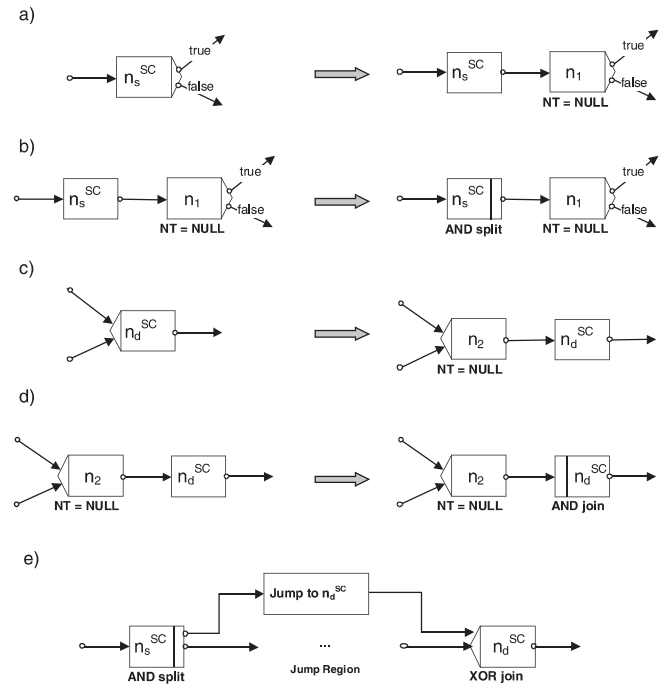 a)
n_s^SC true false n_s^SC n_1 true false
NT = NULL
b)
n_s^SC n_1 true false n_s^SC n_1 true false
NT = NULL AND split NT = NULL
c)
n_d^SC n_2 n_d^SC
NT = NULL
d)
n_2 n_d^SC n_2 n_d^SC
NT = NULL NT = NULL AND join
e)
Jump to n_d^SC
n_s^SC ... n_d^SC
AND split Jump Region XOR join